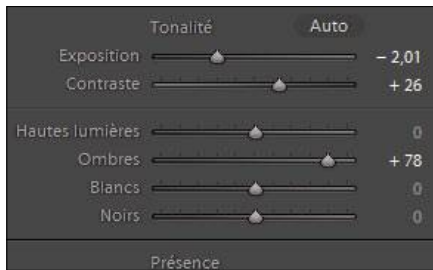 Tonalité Auto
Exposition - 2,01
Contraste + 26
Hautes lumières 0
Ombres + 78
Blancs 0
Noirs 0
Présence